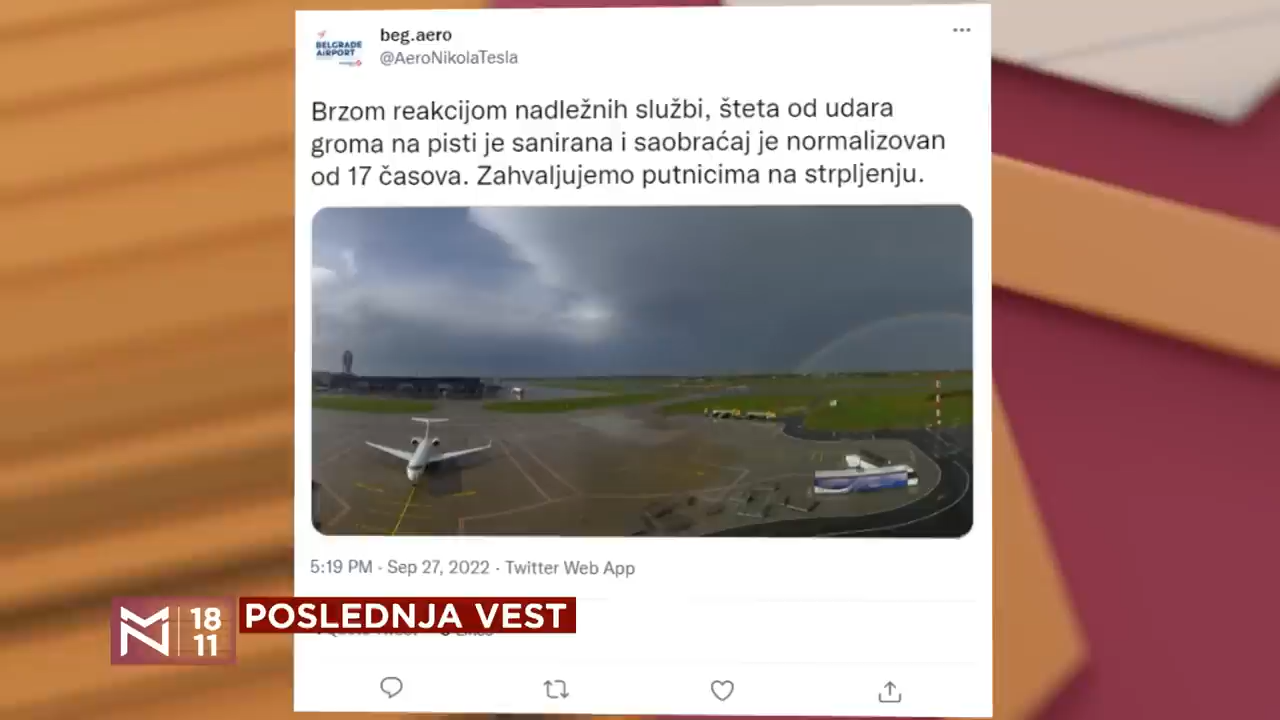 BELGRADE
AIRPORT
beg.aero
@AeroNikolaTesla
Brzom reakcijom nadležnih službi, šteta od udara
groma na pisti je sanirana i saobraćaj je normalizovan
od 17 časova. Zahvaljujemo putnicima na strpljenju.
5:19 PM · Sep 27, 2022 · Twitter Web App
18
11
POSLEDNJA VEST